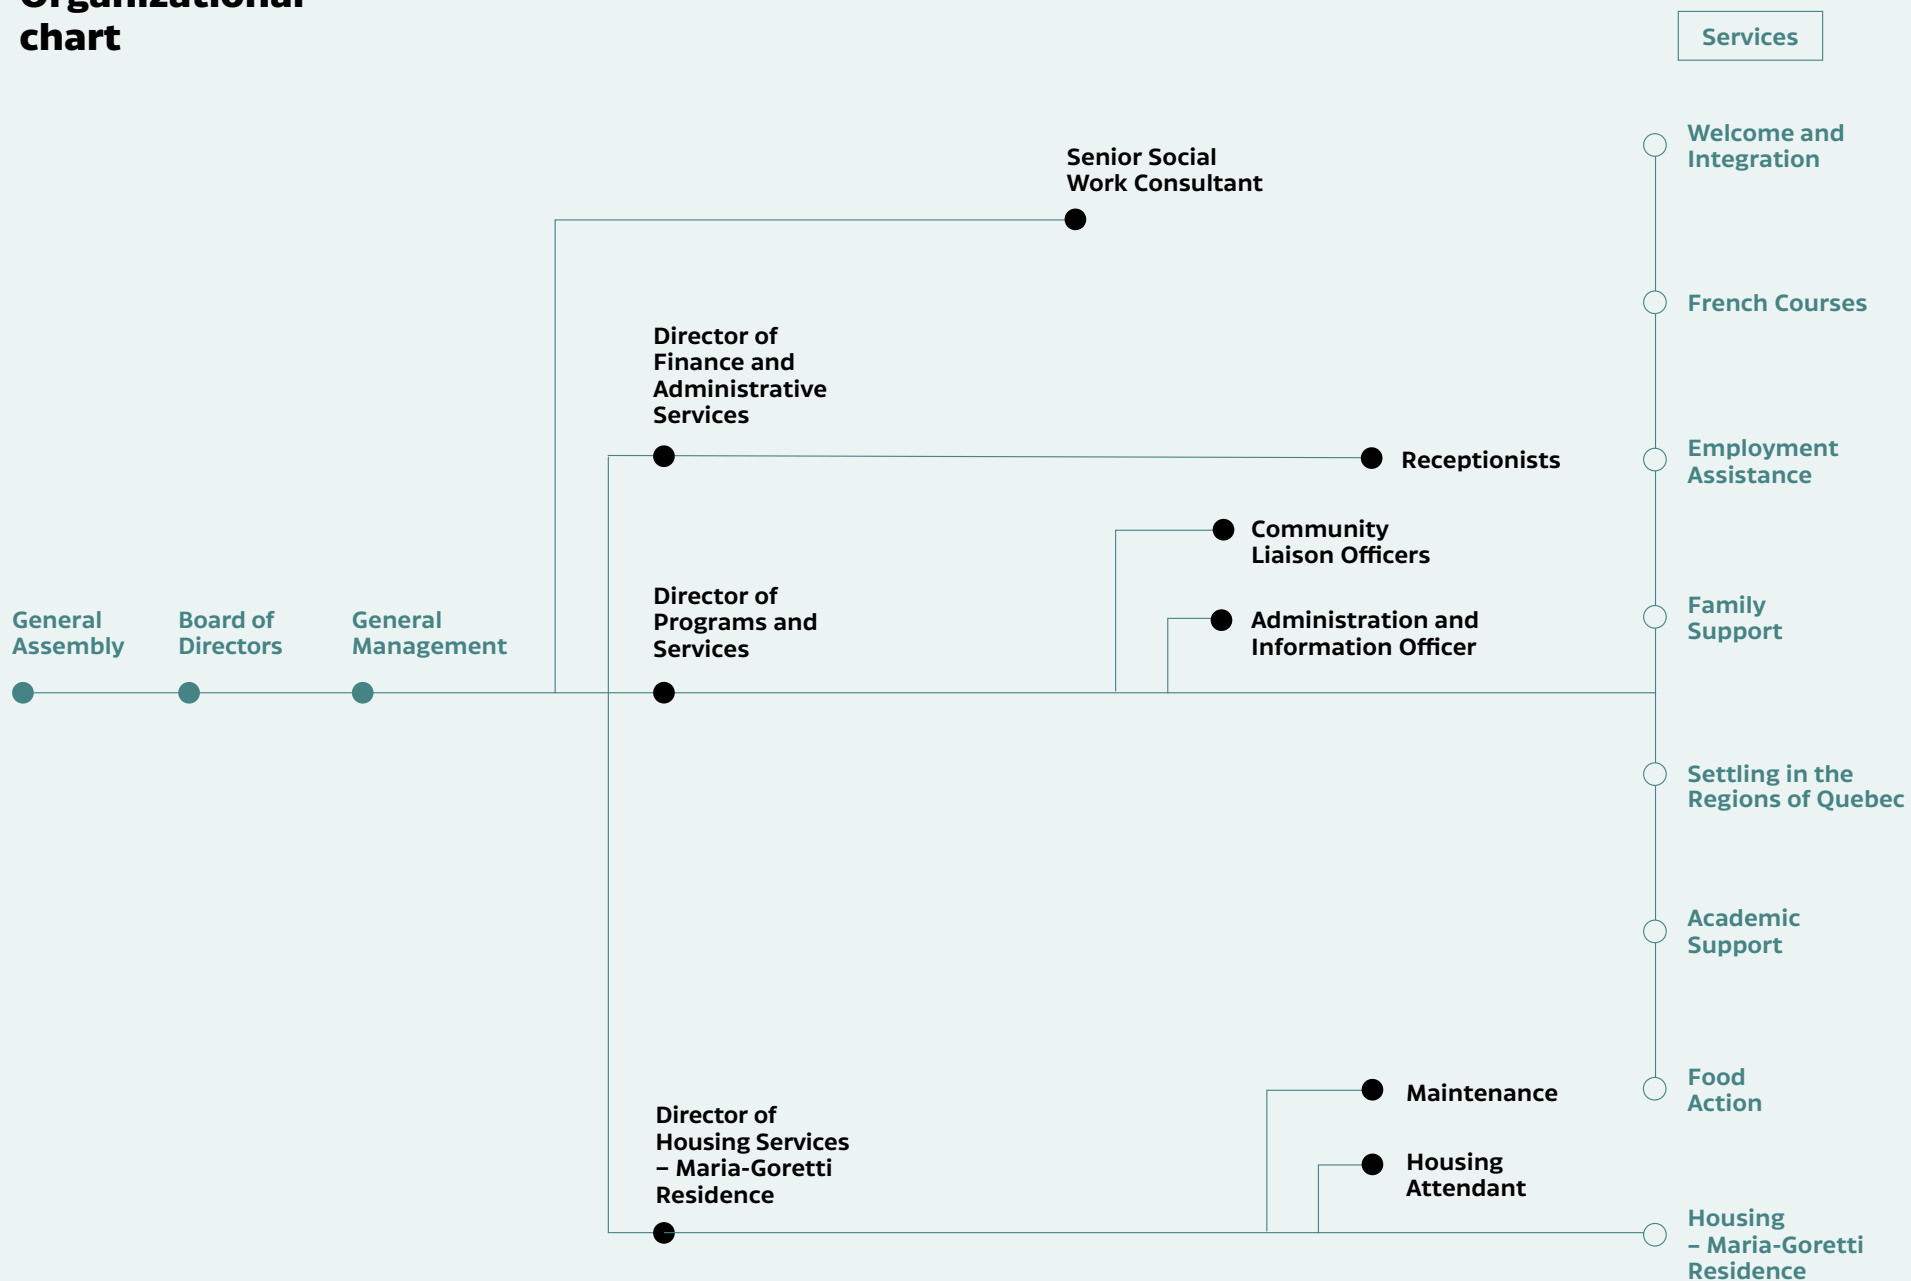 Organizational
chart
Services
Welcome and
Integration
Senior Social
Work Consultant
French Courses
Director of
Finance and
Administrative
Services
Receptionists
Employment
Assistance
Community
Liaison Officers
Director of
Programs and
Services
Administration and
Information Officer
Family
Support
General
Assembly
Board of
Directors
General
Management
Settling in the
Regions of Quebec
Academic
Support
Food
Action
Maintenance
Director of
Housing Services
– Maria-Goretti
Residence
Housing
Attendant
Housing
– Maria-Goretti
Residence